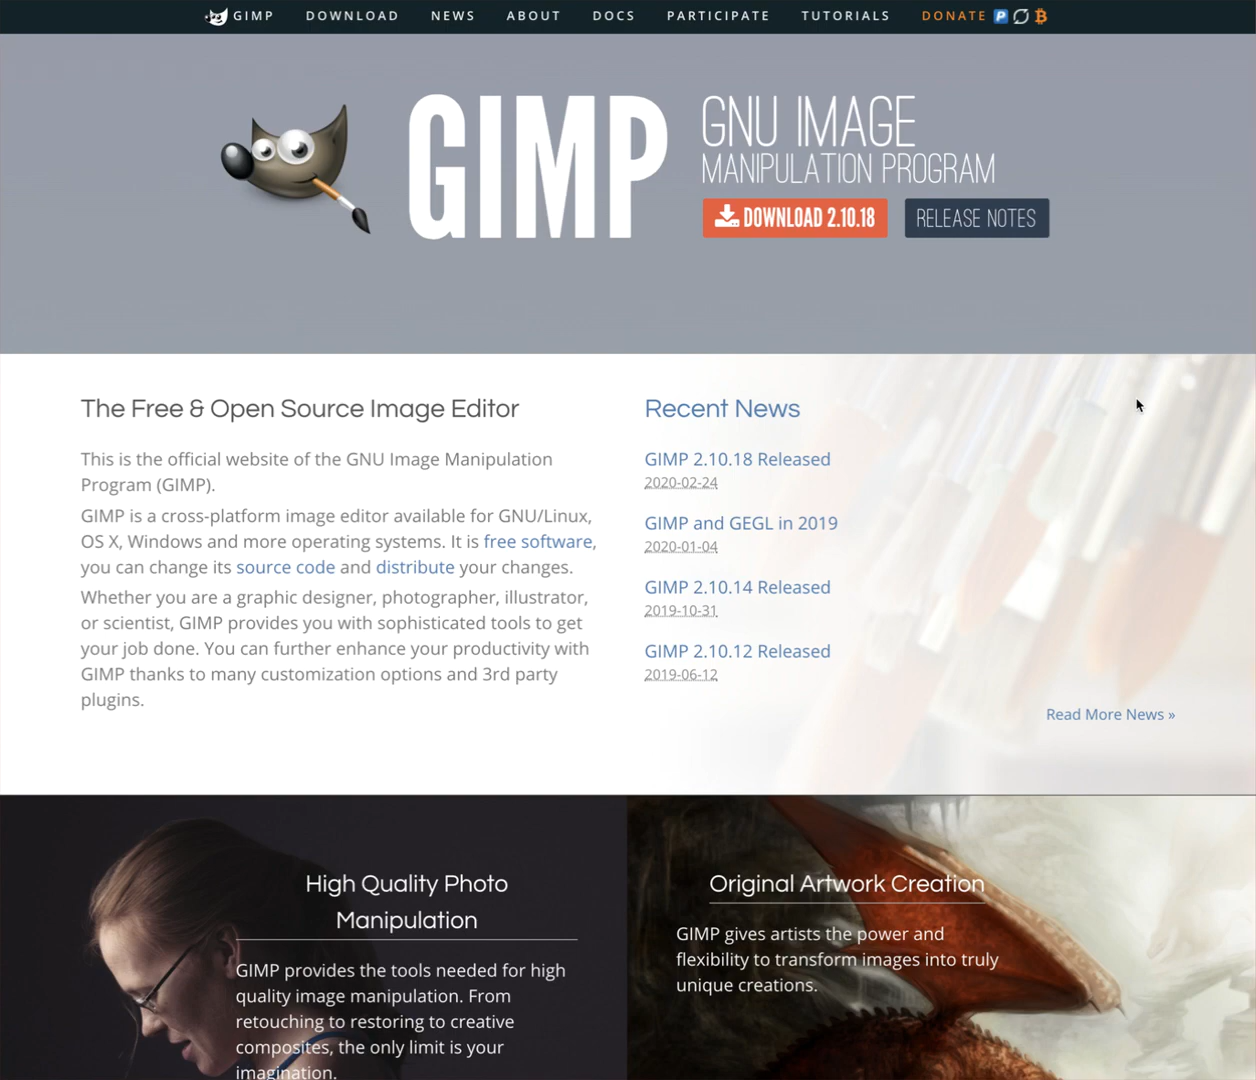 GIMP DOWNLOAD NEWS ABOUT DOCS PARTICIPATE TUTORIALS DONATE
GIMP
GNU IMAGE
MANIPULATION PROGRAM
DOWNLOAD 2.10.18
RELEASE NOTES
The Free & Open Source Image Editor
This is the official website of the GNU Image Manipulation
Program (GIMP).
GIMP is a cross-platform image editor available for GNU/Linux,
OS X, Windows and more operating systems. It is free software,
you can change its source code and distribute your changes.
Whether you are a graphic designer, photographer, illustrator,
or scientist, GIMP provides you with sophisticated tools to get
your job done. You can further enhance your productivity with
GIMP thanks to many customization options and 3rd party
plugins.
Recent News
GIMP 2.10.18 Released
2020-02-24
GIMP and GEGL in 2019
2020-01-04
GIMP 2.10.14 Released
2019-10-31
GIMP 2.10.12 Released
2019-06-12
Read More News »
High Quality Photo
Manipulation
GIMP provides the tools needed for high
quality image manipulation. From
retouching to restoring to creative
composites, the only limit is your
imagination.
Original Artwork Creation
GIMP gives artists the power and
flexibility to transform images into truly
unique creations.